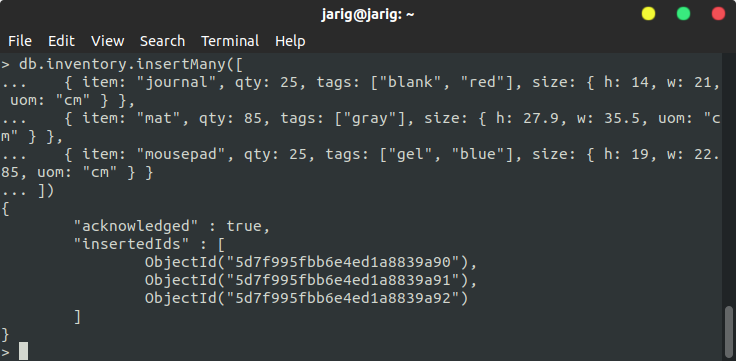 jarig@jarig: ~
File Edit View Search Terminal Help
> db.inventory.insertMany([
...     { item: "journal", qty: 25, tags: ["blank", "red"], size: { h: 14, w: 21,
 uom: "cm" } },
...     { item: "mat", qty: 85, tags: ["gray"], size: { h: 27.9, w: 35.5, uom: "c
m" } },
...     { item: "mousepad", qty: 25, tags: ["gel", "blue"], size: { h: 19, w: 22.
85, uom: "cm" } }
... ])
{
        "acknowledged" : true,
        "insertedIds" : [
                ObjectId("5d7f995fbb6e4ed1a8839a90"),
                ObjectId("5d7f995fbb6e4ed1a8839a91"),
                ObjectId("5d7f995fbb6e4ed1a8839a92")
        ]
}
>